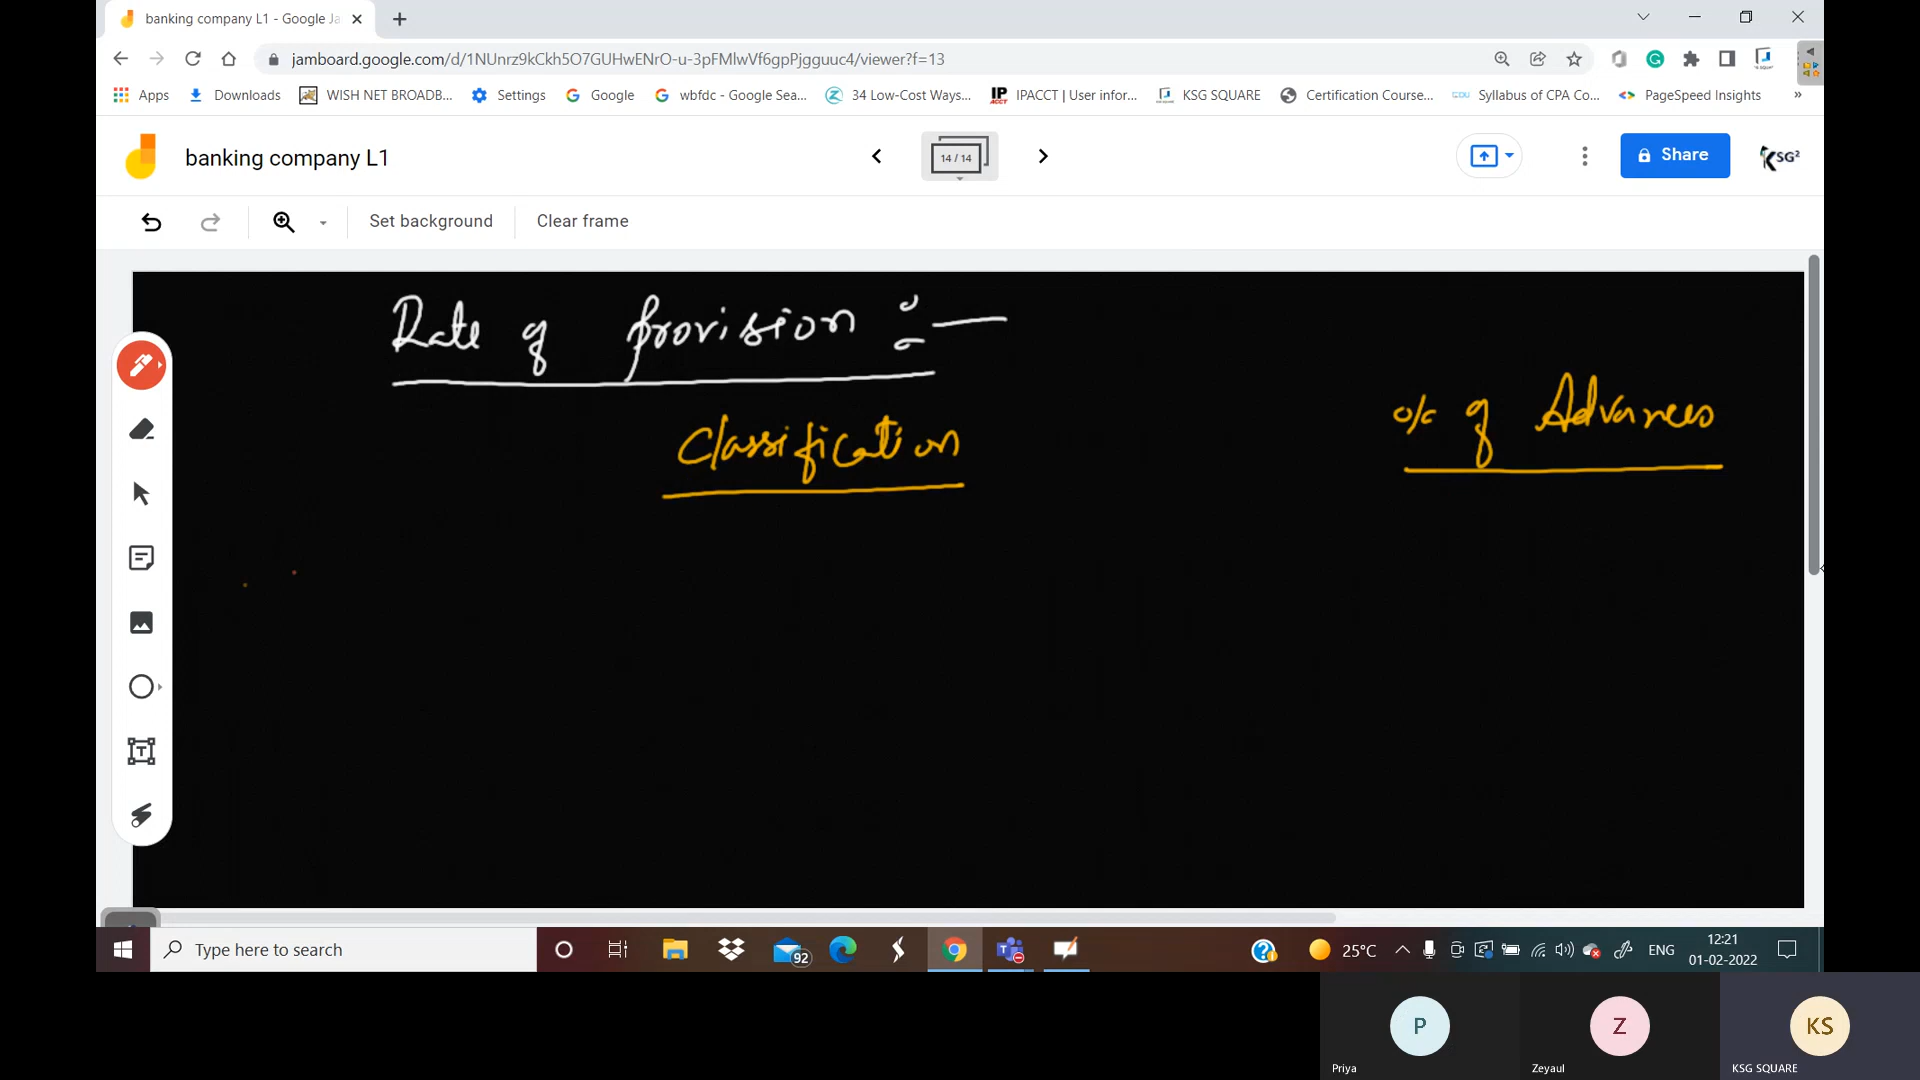 banking company L1 - Google Ja
jamboard.google.com/d/1NUnrz9kCkh5O7GUHwENrO-u-3pFMlwVf6gpPjgguuc4/viewer?f=13
Apps Downloads WISH NET BROADB... Settings Google wbfdc - Google Sea... 34 Low-Cost Ways... IP ACCT IPACCT | User infor... KSG SQUARE Certification Course... Syllabus of CPA Co... PageSpeed Insights »
banking company L1 14 / 14 Share KSG²
Set background Clear frame
Rate of provision :—
% of Advances
Classification
Type here to search 92 25°C ENG 12:21
01-02-2022
P Z KS
Priya Zeyaul KSG SQUARE